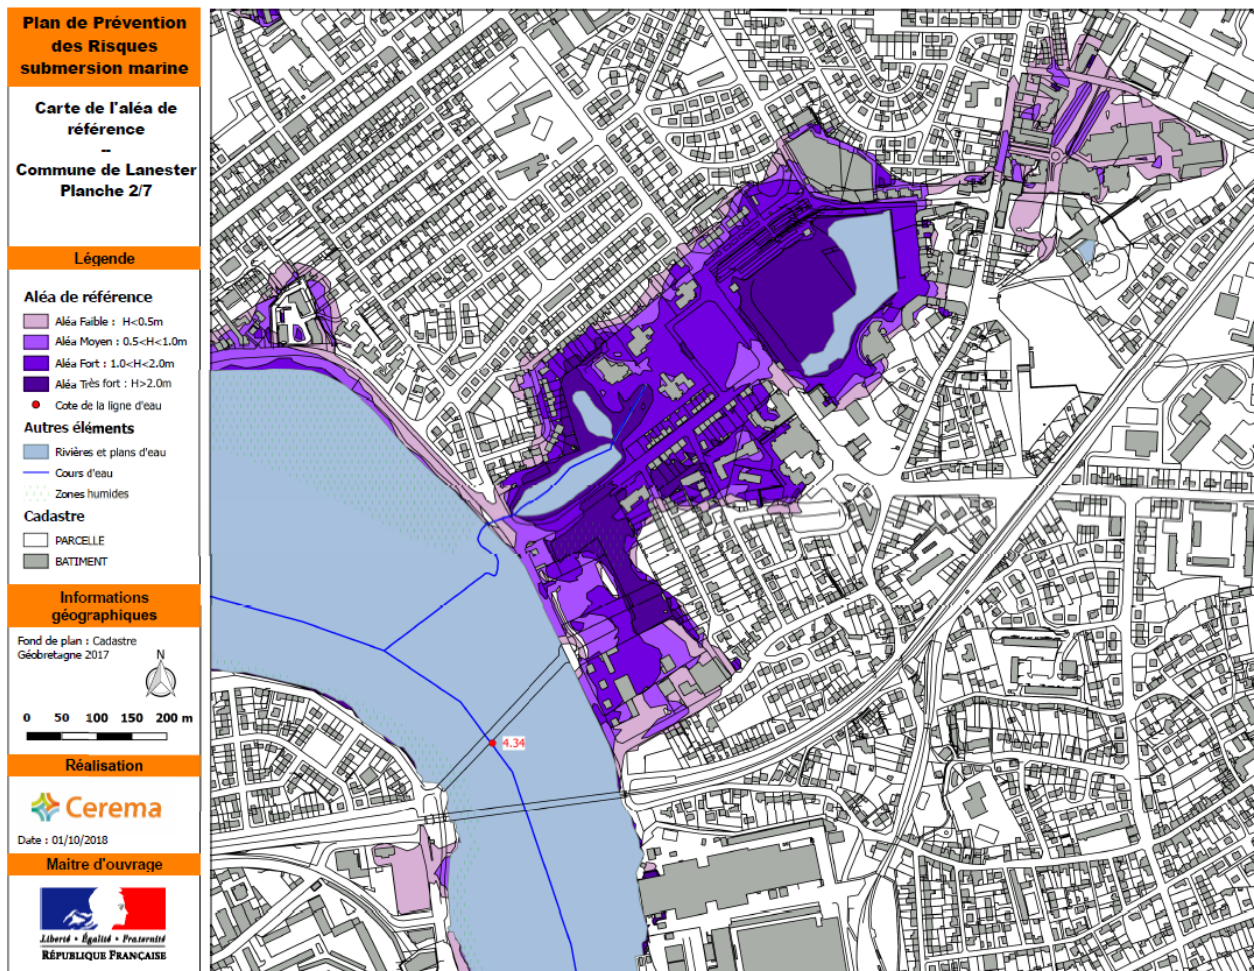 Plan de Prévention
des Risques
submersion marine
Carte de l'aléa de
référence
--
Commune de Lanester
Planche 2/7
Légende
Aléa de référence
Aléa Faible : H<0.5m
Aléa Moyen : 0.5<H<1.0m
Aléa Fort : 1.0<H<2.0m
Aléa Très fort : H>2.0m
Cote de la ligne d'eau
Autres éléments
Rivières et plans d'eau
Cours d'eau
Zones humides
Cadastre
PARCELLE
BATIMENT
Informations
géographiques
Fond de plan : Cadastre
Géobretagne 2017
N
0 50 100 150 200 m
Réalisation
Cerema
Date : 01/10/2018
Maitre d'ouvrage
Liberté • Égalité • Fraternité
RÉPUBLIQUE FRANÇAISE
4.34